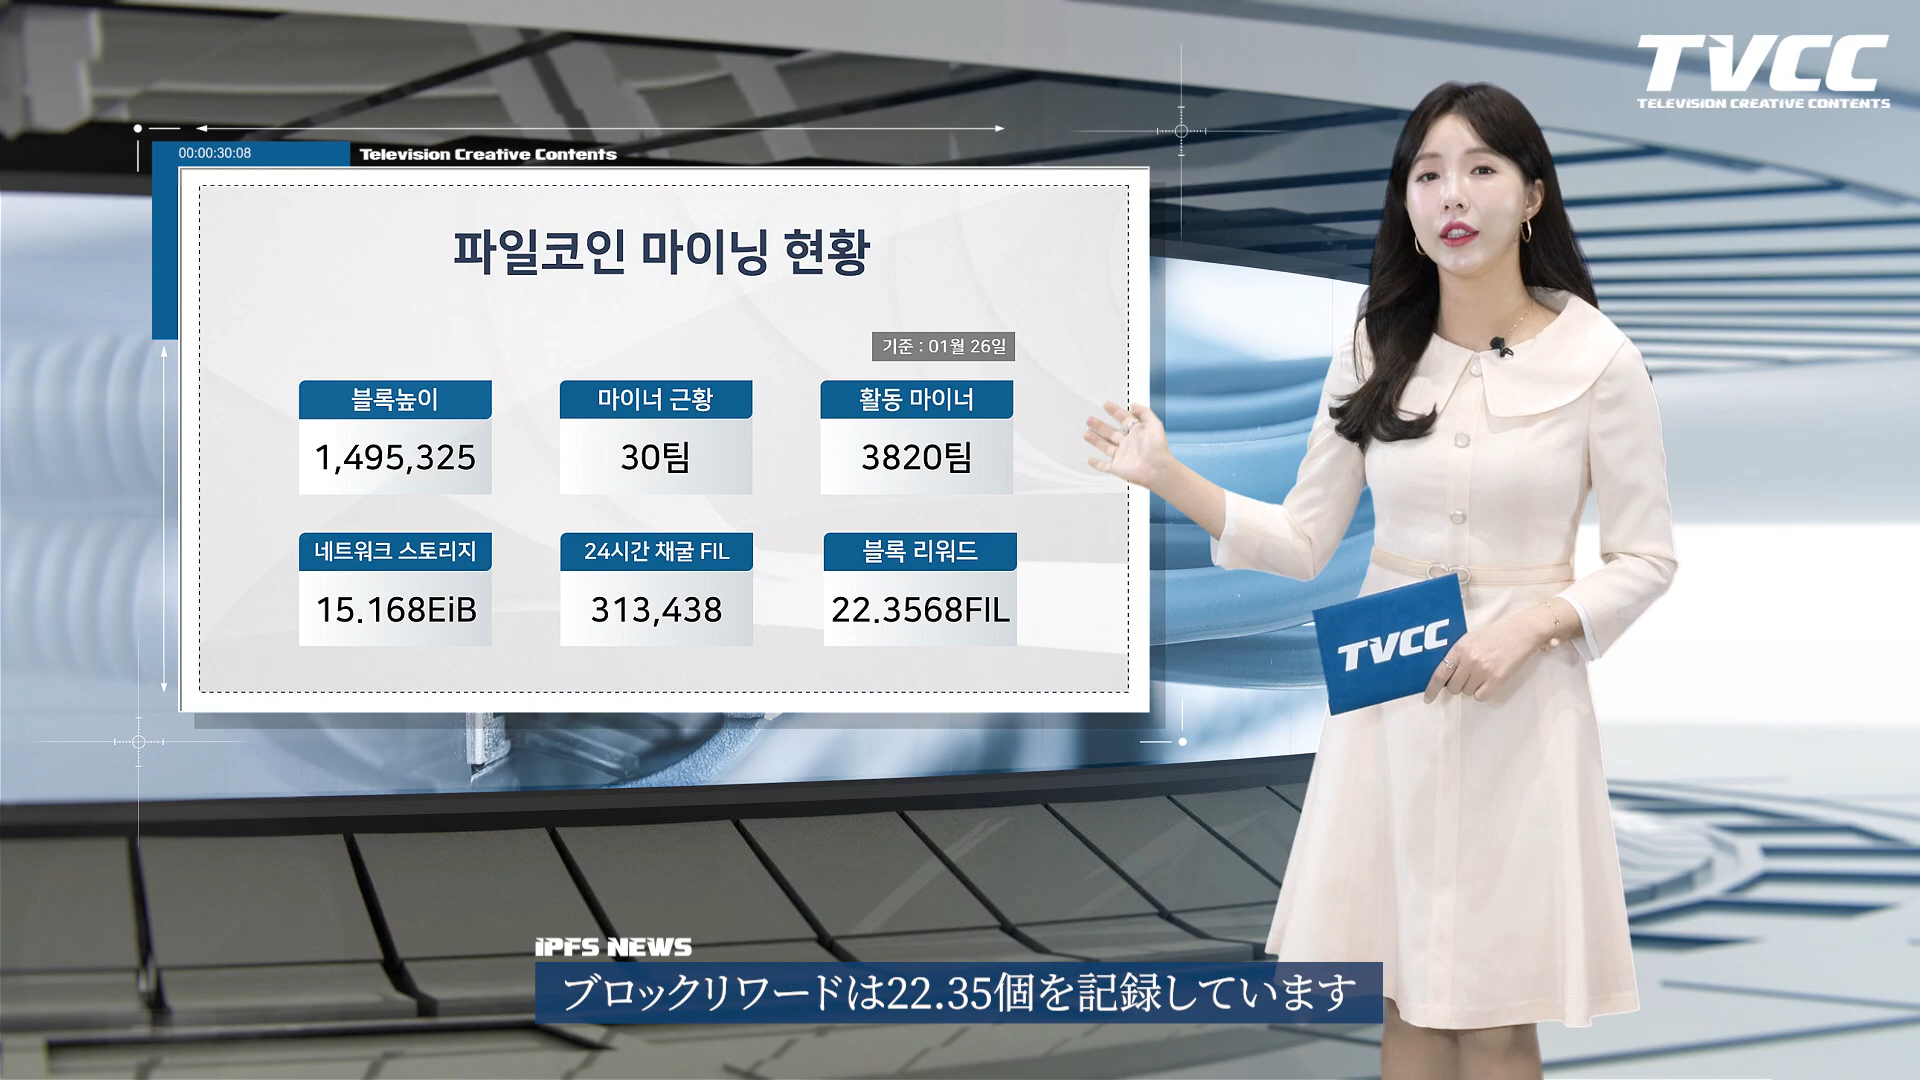 TVCC
TELEVISION CREATIVE CONTENTS
00:00:30:08
Television Creative Contents
파일코인 마이닝 현황
기준 : 01월 26일
블록높이
1,495,325
마이너 근황
30팀
활동 마이너
3820팀
네트워크 스토리지
15.168EiB
24시간 채굴 FIL
313,438
블록 리워드
22.3568FIL
TVCC
IPFS NEWS
ブロックリワードは22.35個を記録しています